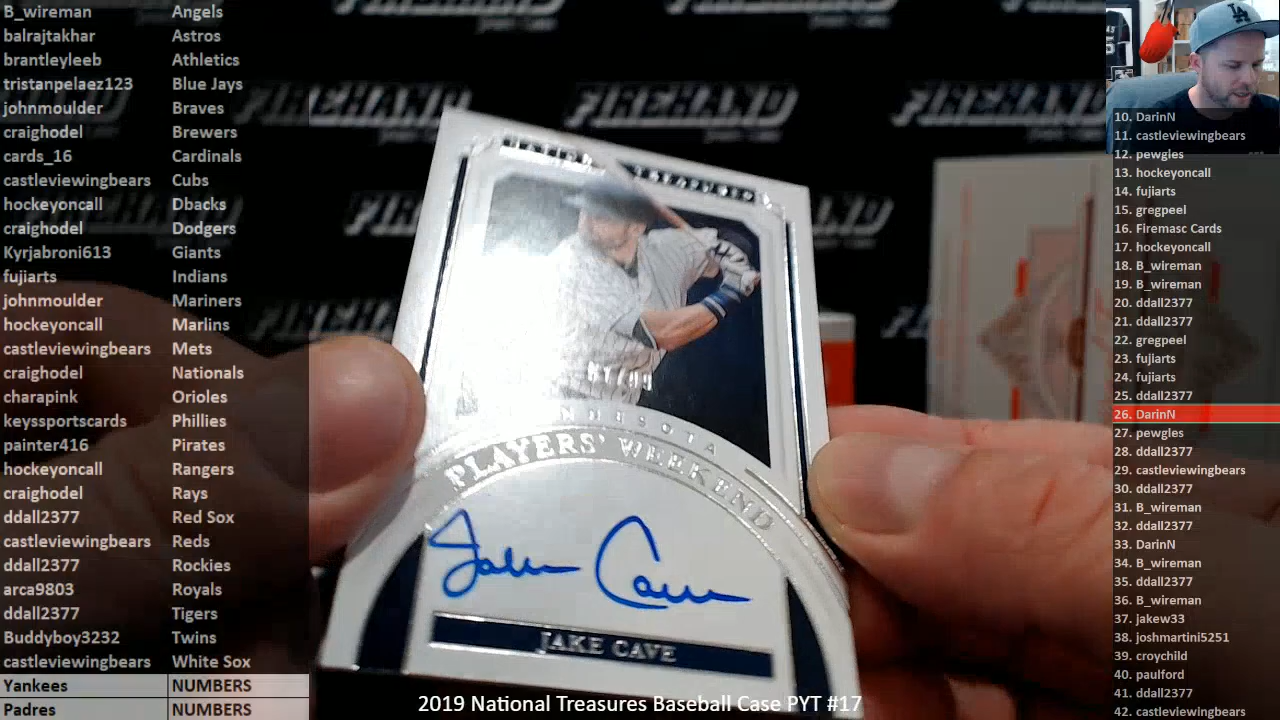 B_wireman Angels
balrajtakhar Astros
brantleyleeb Athletics
tristanpelaez123 Blue Jays
johnmoulder Braves
craighodel Brewers
cards_16 Cardinals
castleviewingbears Cubs
hockeyoncall Dbacks
craighodel Dodgers
Kyrjabroni613 Giants
fujiarts Indians
johnmoulder Mariners
hockeyoncall Marlins
castleviewingbears Mets
craighodel Nationals
charapink Orioles
keyssportscards Phillies
painter416 Pirates
hockeyoncall Rangers
craighodel Rays
ddall2377 Red Sox
castleviewingbears Reds
ddall2377 Rockies
arca9803 Royals
ddall2377 Tigers
Buddyboy3232 Twins
castleviewingbears White Sox
Yankees NUMBERS
Padres NUMBERS
FIREHAND
FIREHAND
FIREHAND
MINNESOTA
PLAYERS' WEEKEND
Jake Cave
JAKE CAVE
2019 National Treasures Baseball Case PYT #17
LA
10. DarinN
11. castleviewingbears
12. pewgles
13. hockeyoncall
14. fujiarts
15. gregpeel
16. Firemasc Cards
17. hockeyoncall
18. B_wireman
19. B_wireman
20. ddall2377
21. ddall2377
22. gregpeel
23. fujiarts
24. fujiarts
25. ddall2377
26. DarinN
27. pewgles
28. ddall2377
29. castleviewingbears
30. ddall2377
31. B_wireman
32. ddall2377
33. DarinN
34. B_wireman
35. ddall2377
36. B_wireman
37. jakew33
38. joshmartini5251
39. croychild
40. paulford
41. ddall2377
42. castleviewingbears